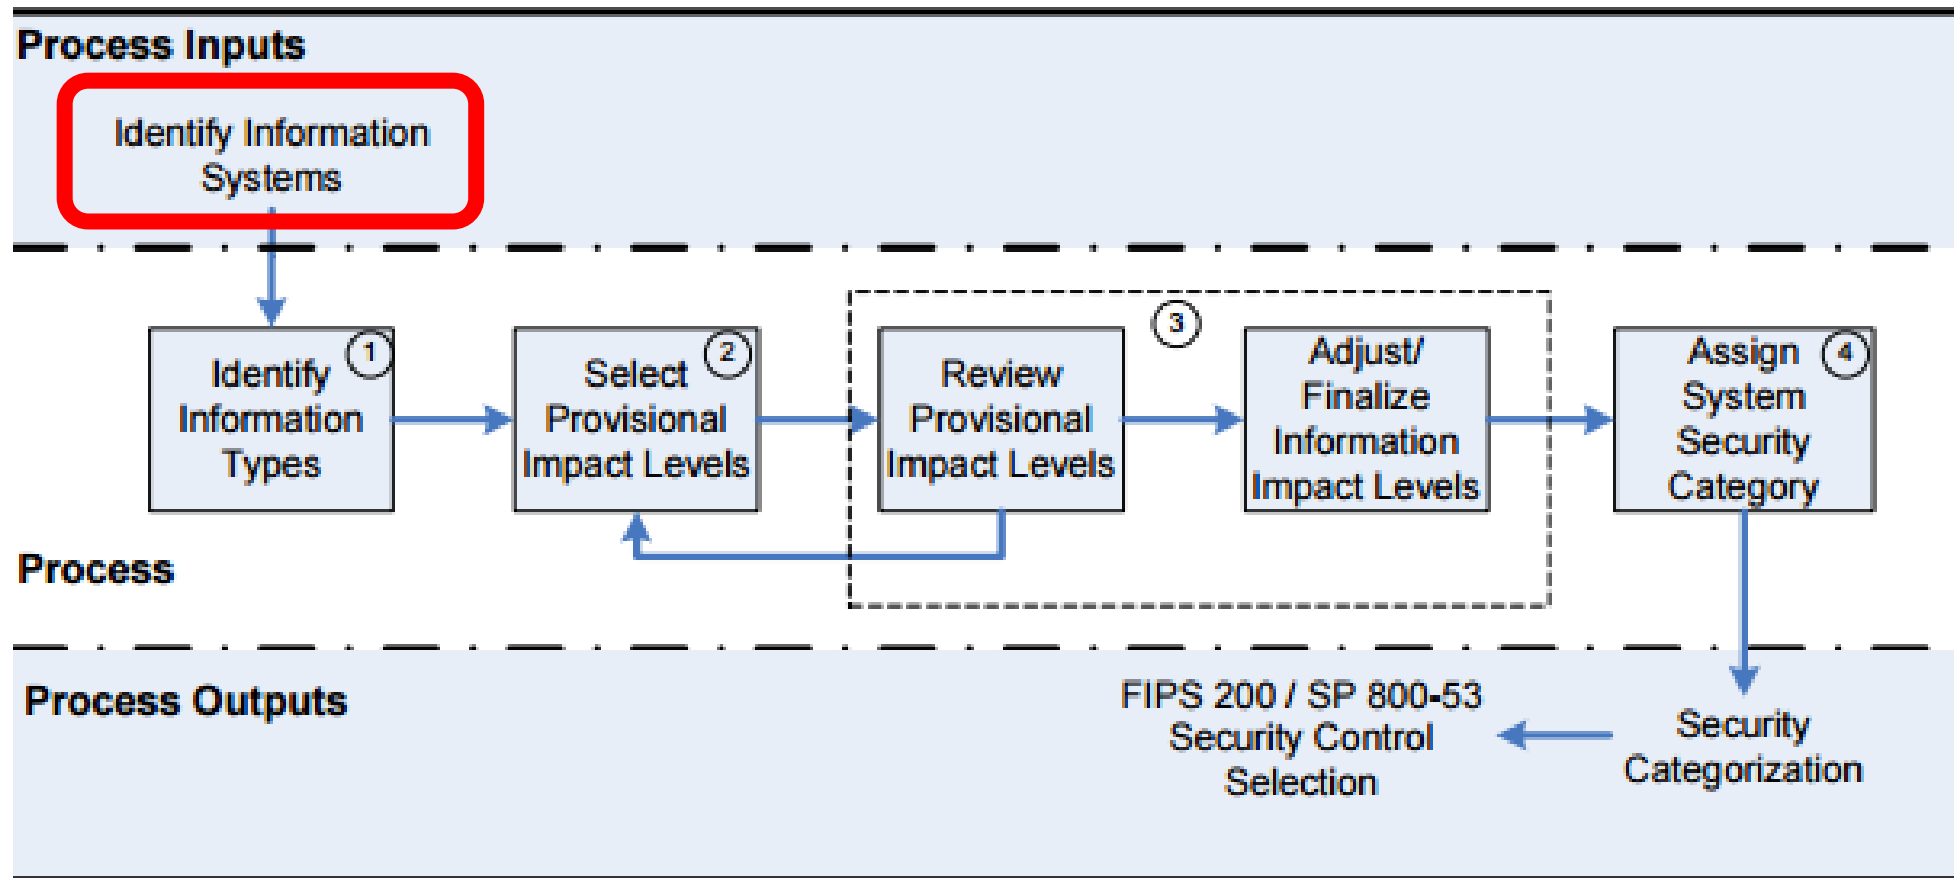 Process Inputs
Identify Information
Systems
1
Identify
Information
Types
2
Select
Provisional
Impact Levels
3
Review
Provisional
Impact Levels
Adjust/
Finalize
Information
Impact Levels
4
Assign
System
Security
Category
Process
Process Outputs
FIPS 200 / SP 800-53
Security Control
Selection
Security
Categorization